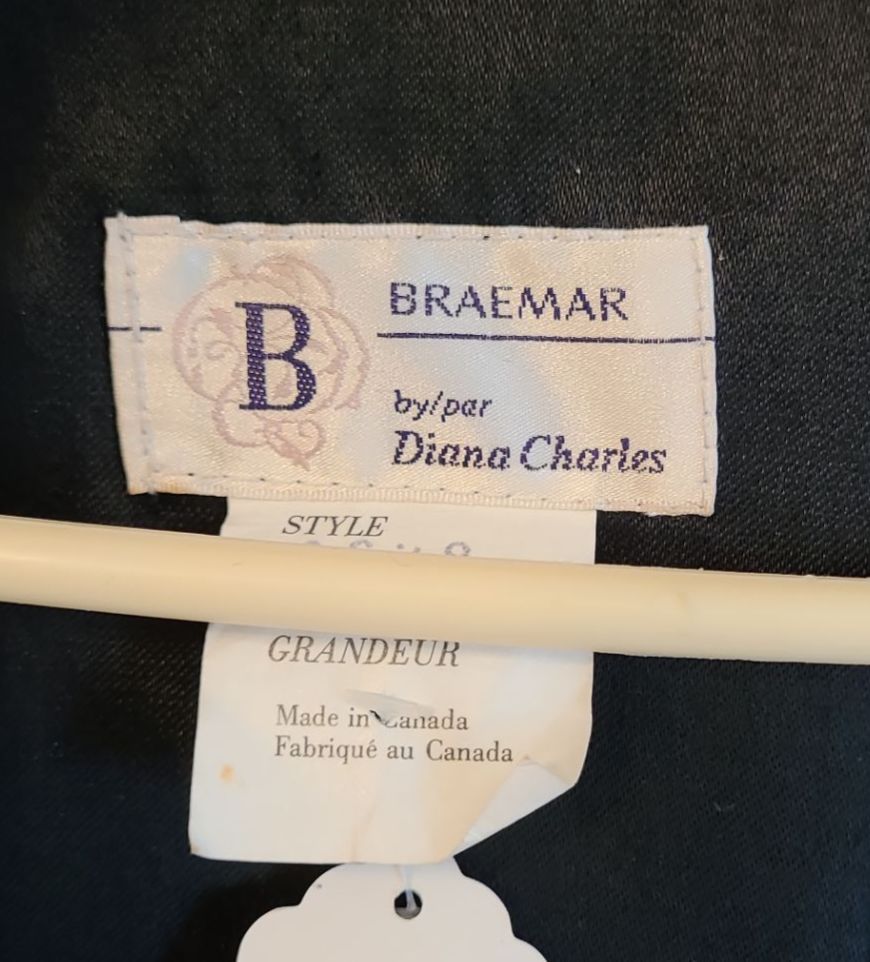 B
BRAEMAR
by/par
Diana Charles
STYLE
GRANDEUR
Made in Canada
Fabriqué au Canada